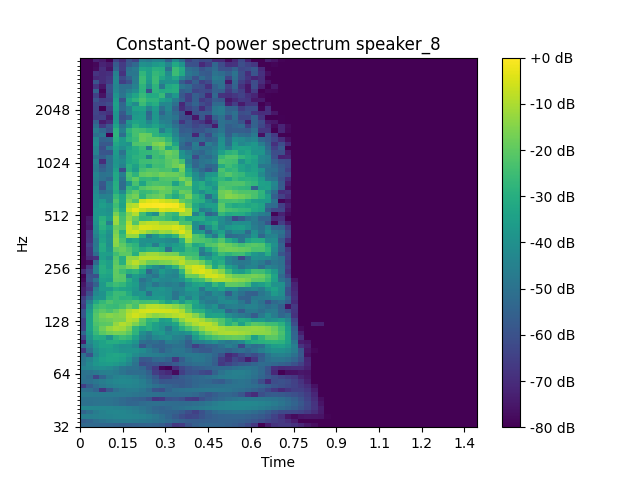 Constant-Q power spectrum speaker_8
Hz
2048
1024
512
256
128
64
32
0 0.15 0.3 0.45 0.6 0.75 0.9 1.1 1.2 1.4
Time
+0 dB
-10 dB
-20 dB
-30 dB
-40 dB
-50 dB
-60 dB
-70 dB
-80 dB